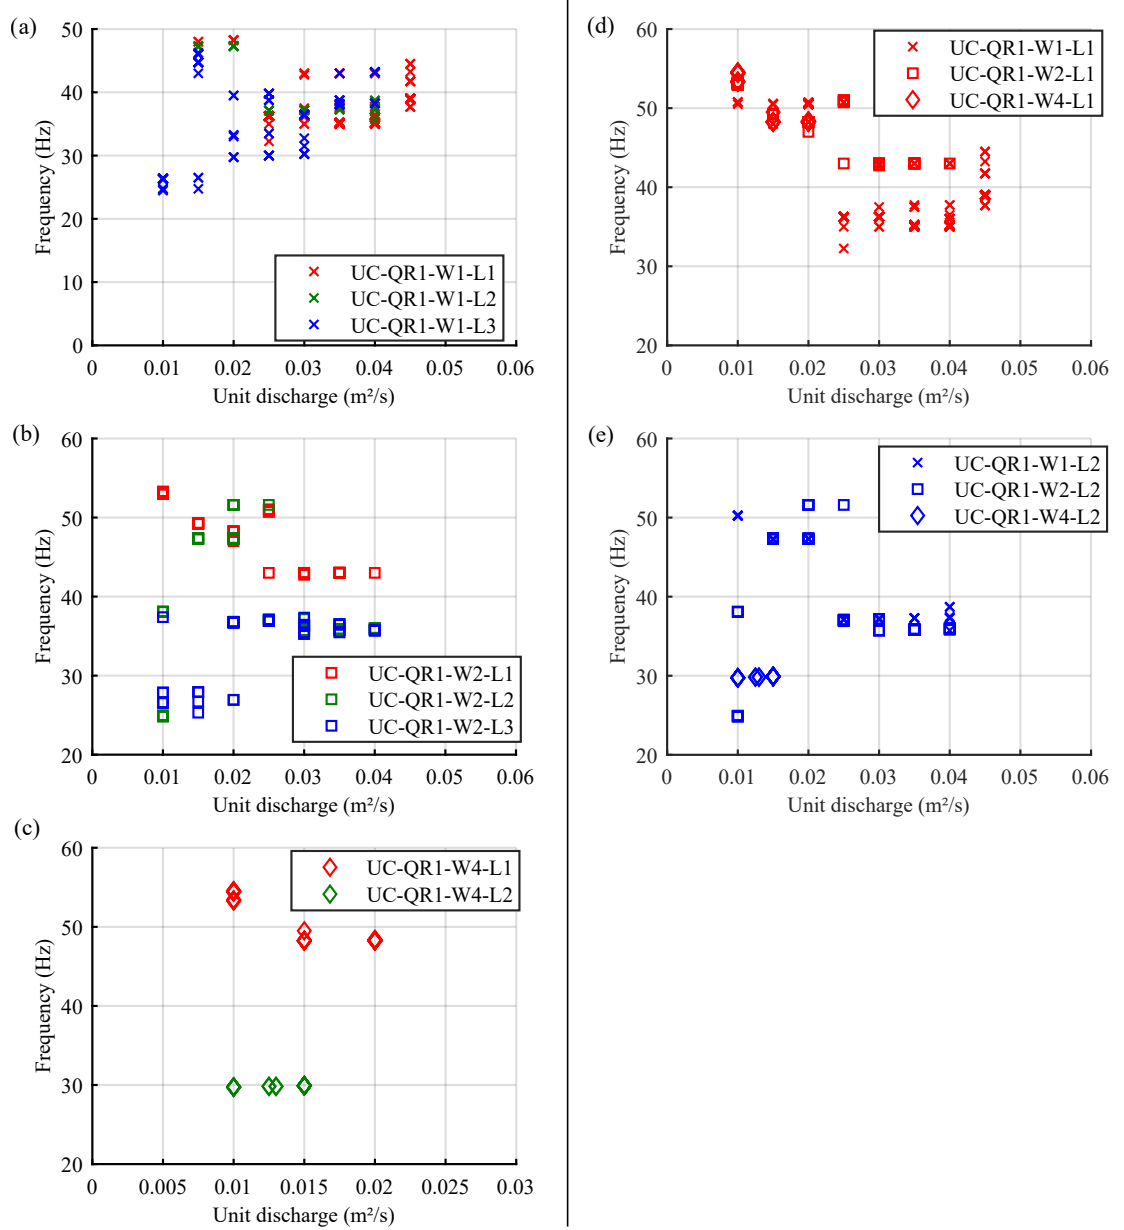 (a)
50
40
30
20
10
0
Frequency (Hz)
UC-QR1-W1-L1
UC-QR1-W1-L2
UC-QR1-W1-L3
0 0.01 0.02 0.03 0.04 0.05 0.06
Unit discharge (m²/s)
(b)
60
50
40
30
20
Frequency (Hz)
UC-QR1-W2-L1
UC-QR1-W2-L2
UC-QR1-W2-L3
0 0.01 0.02 0.03 0.04 0.05 0.06
Unit discharge (m²/s)
(c)
60
50
40
30
20
Frequency (Hz)
UC-QR1-W4-L1
UC-QR1-W4-L2
0 0.005 0.01 0.015 0.02 0.025 0.03
Unit discharge (m²/s)
(d)
60
50
40
30
20
Frequency (Hz)
UC-QR1-W1-L1
UC-QR1-W2-L1
UC-QR1-W4-L1
0 0.01 0.02 0.03 0.04 0.05 0.06
Unit discharge (m²/s)
(e)
60
50
40
30
20
Frequency (Hz)
UC-QR1-W1-L2
UC-QR1-W2-L2
UC-QR1-W4-L2
0 0.01 0.02 0.03 0.04 0.05 0.06
Unit discharge (m²/s)